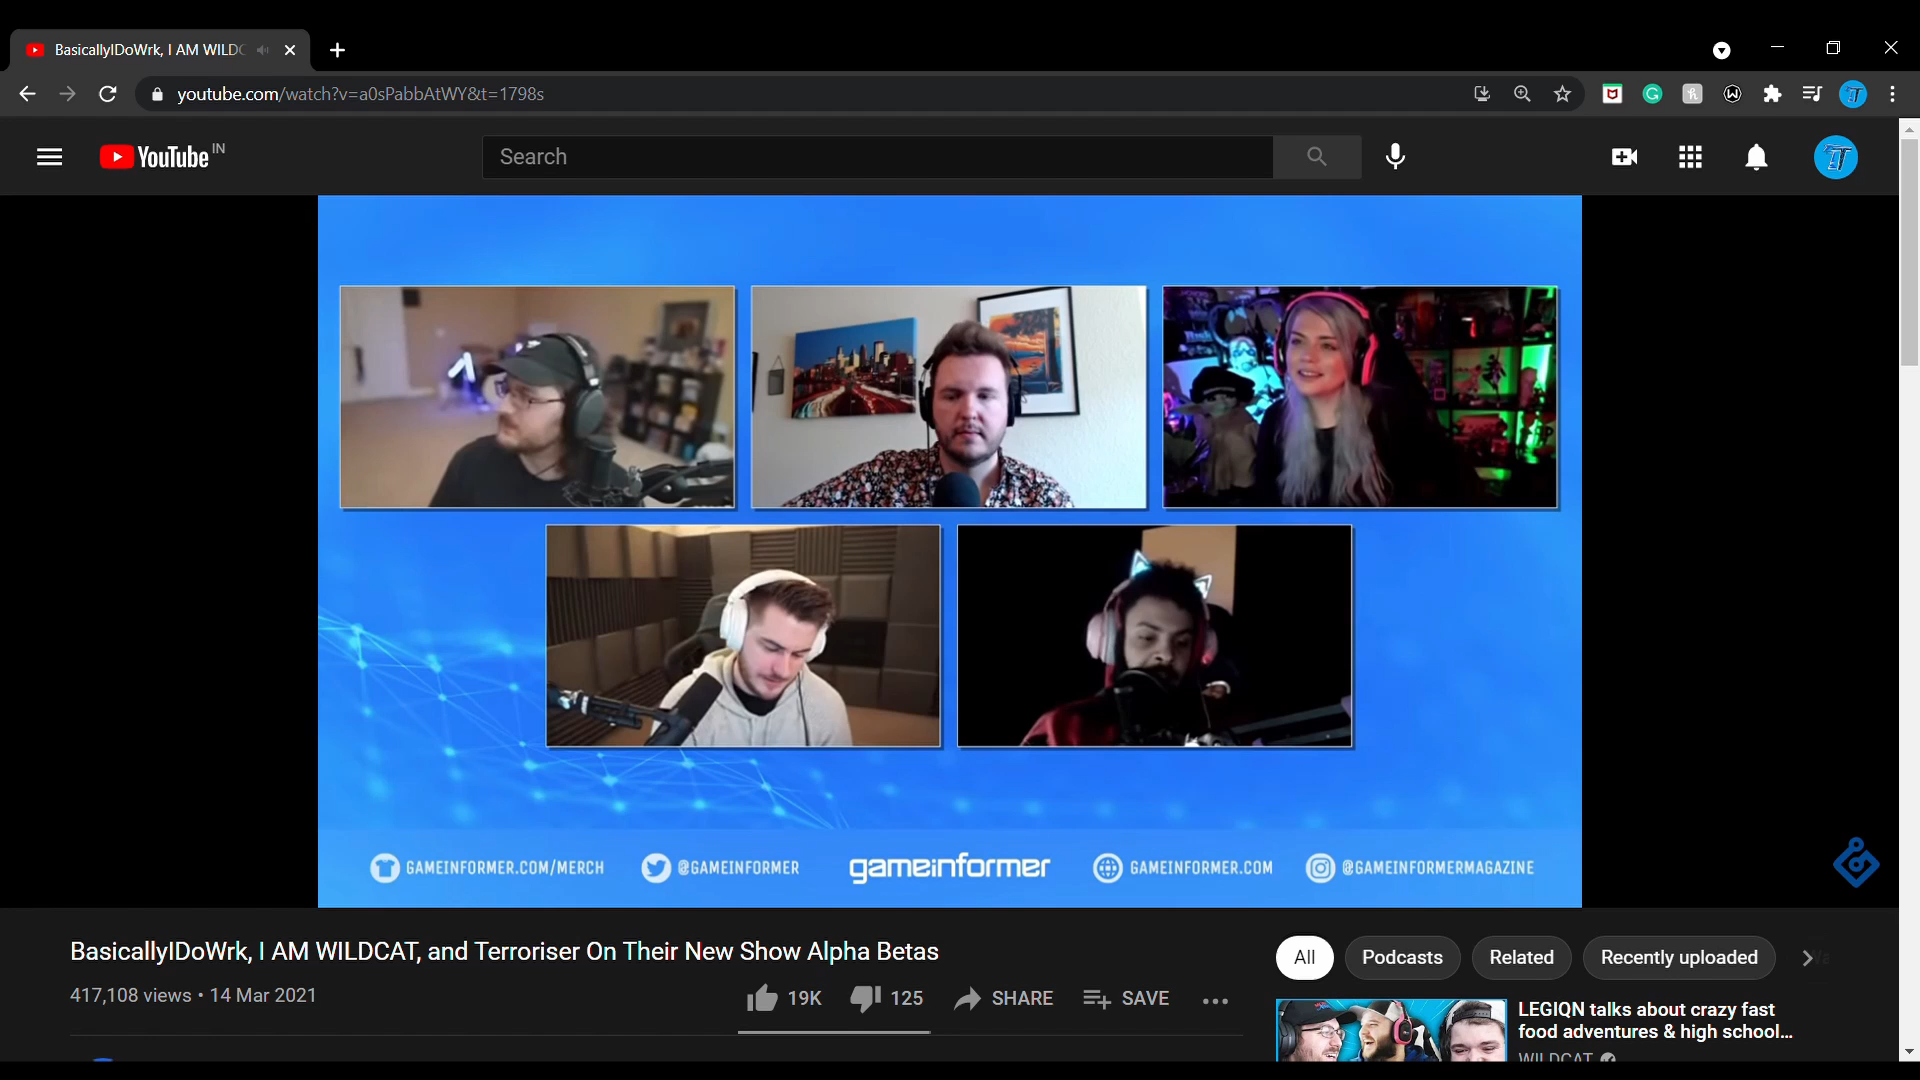 BasicallyIDoWrk, I AM WILDC
youtube.com/watch?v=a0sPabbAtWY&t=1798s
YouTube IN
Search
GAMEINFORMER.COM/MERCH
@GAMEINFORMER
gameinformer
GAMEINFORMER.COM
@GAMEINFORMERMAGAZINE
BasicallyIDoWrk, I AM WILDCAT, and Terroriser On Their New Show Alpha Betas
417,108 views • 14 Mar 2021
19K
125
SHARE
SAVE
All
Podcasts
Related
Recently uploaded
LEGIQN talks about crazy fast
food adventures & high school...
WILDCAT